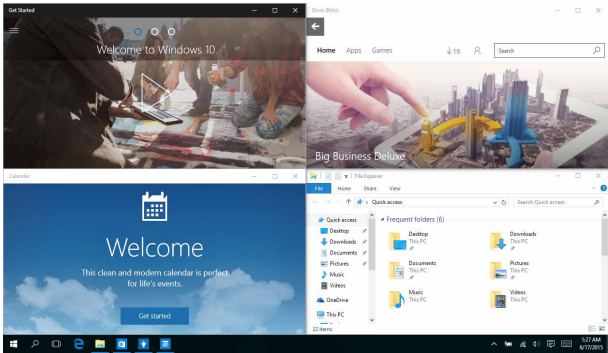 Get Started
Welcome to Windows 10
Store (Beta)
Home Apps Games
19
Search
Big Business Deluxe
Calendar
Welcome
This clean and modern calendar is perfect
for life's events.
Get started
File Explorer
File Home Share View
Quick access
Search Quick access
Quick access
Desktop
Downloads
Documents
Pictures
Music
Videos
OneDrive
This PC
Frequent folders (6)
Desktop
This PC
Downloads
This PC
Documents
This PC
Pictures
This PC
Music
This PC
Videos
This PC
22 items
1:27 AM
6/17/2015